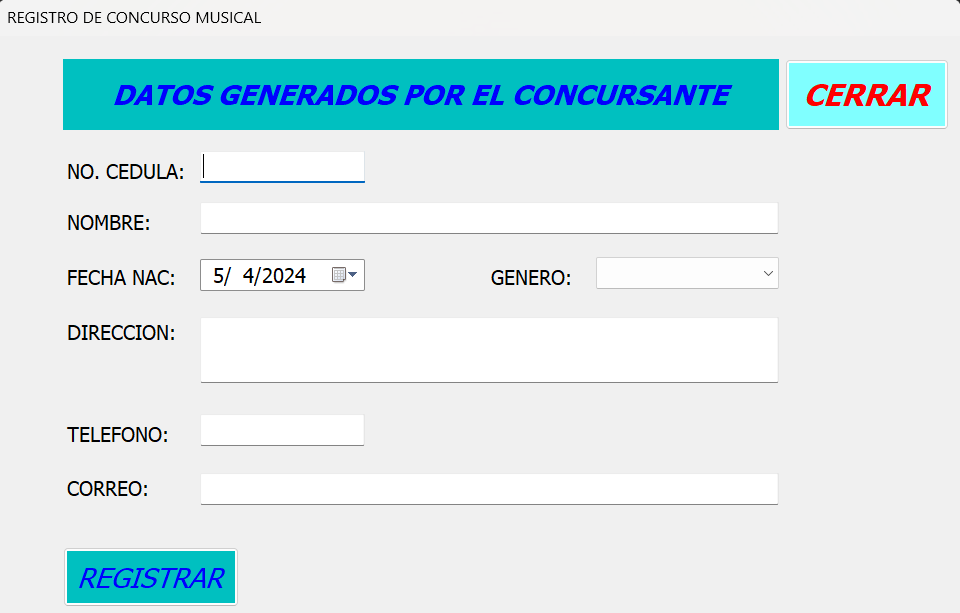 REGISTRO DE CONCURSO MUSICAL
DATOS GENERADOS POR EL CONCURSANTE
CERRAR
NO. CEDULA:
NOMBRE:
FECHA NAC: 5/ 4/2024 GENERO:
DIRECCION:
TELEFONO:
CORREO:
REGISTRAR